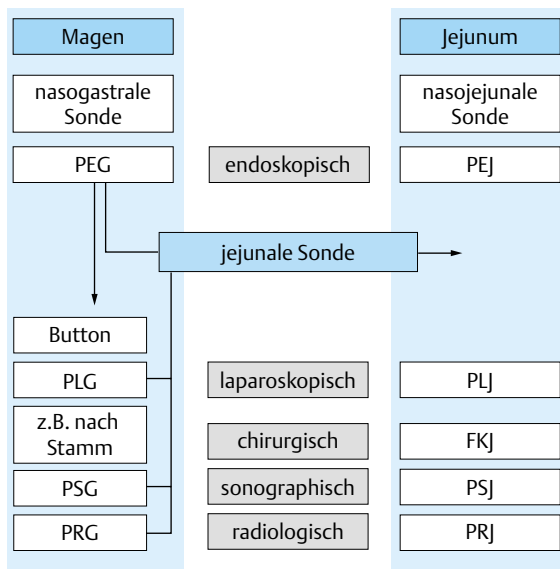 Magen
Jejunum
nasogastrale
Sonde
nasojejunale
Sonde
PEG
endoskopisch
PEJ
jejunale Sonde
Button
PLG
laparoskopisch
PLJ
z.B. nach
Stamm
chirurgisch
FKJ
PSG
sonographisch
PSJ
PRG
radiologisch
PRJ